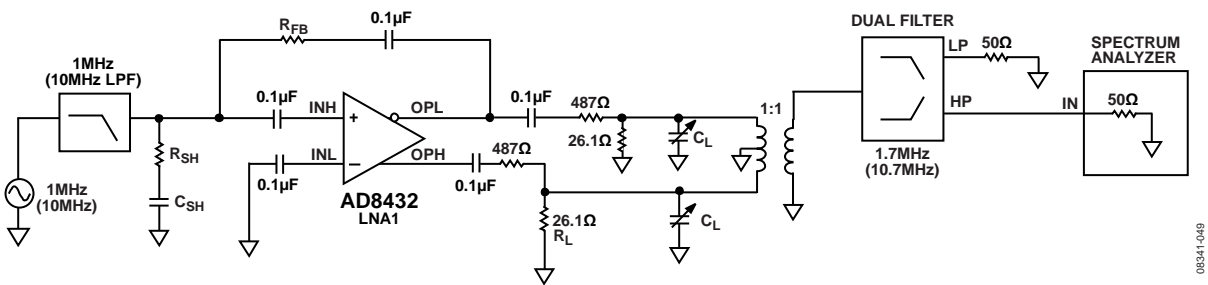 1MHz
(10MHz LPF)
RFB
0.1µF
0.1µF
INH
+
OPL
0.1µF
487Ω
26.1Ω
CL
1:1
DUAL FILTER
LP
50Ω
HP
1.7MHz
(10.7MHz)
SPECTRUM
ANALYZER
IN
50Ω
RSH
CSH
1MHz
(10MHz)
0.1µF
INL
–
OPH
AD8432
LNA1
0.1µF
487Ω
26.1Ω
RL
CL
08341-049